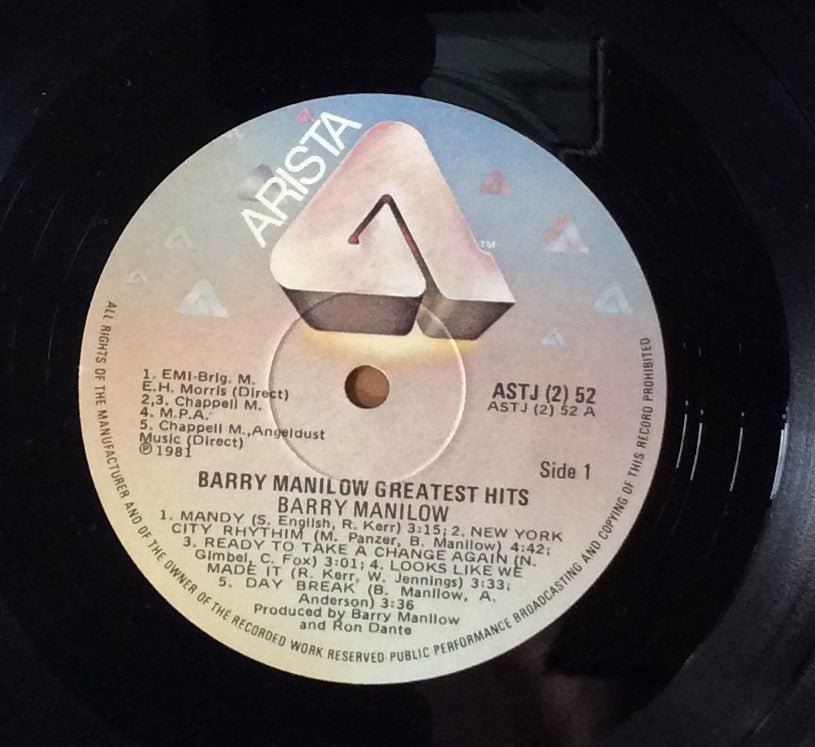 ARISTA
TM
1. EMI-Brig. M.
E.H. Morris (Direct)
2,3. Chappell M.
4. M.P.A.
5. Chappell M.,Angeldust
Music (Direct)
℗1981
ASTJ (2) 52
ASTJ (2) 52 A
Side 1
BARRY MANILOW GREATEST HITS
BARRY MANILOW
1. MANDY (S. English, R. Kerr) 3:15; 2. NEW YORK
CITY RHYTHIM (M. Panzer, B. Manilow) 4:42;
3. READY TO TAKE A CHANGE AGAIN (N.
Gimbel, C. Fox) 3:01; 4. LOOKS LIKE WE
MADE IT (R. Kerr, W. Jennings) 3:33;
5. DAY BREAK (B. Manilow, A.
Anderson) 3:36
Produced by Barry Manilow
and Ron Dante
ALL RIGHTS OF THE MANUFACTURER AND OF THE OWNER OF THE RECORDED WORK RESERVED·PUBLIC PERFORMANCE BROADCASTING AND COPYING OF THIS RECORD PROHIBITED